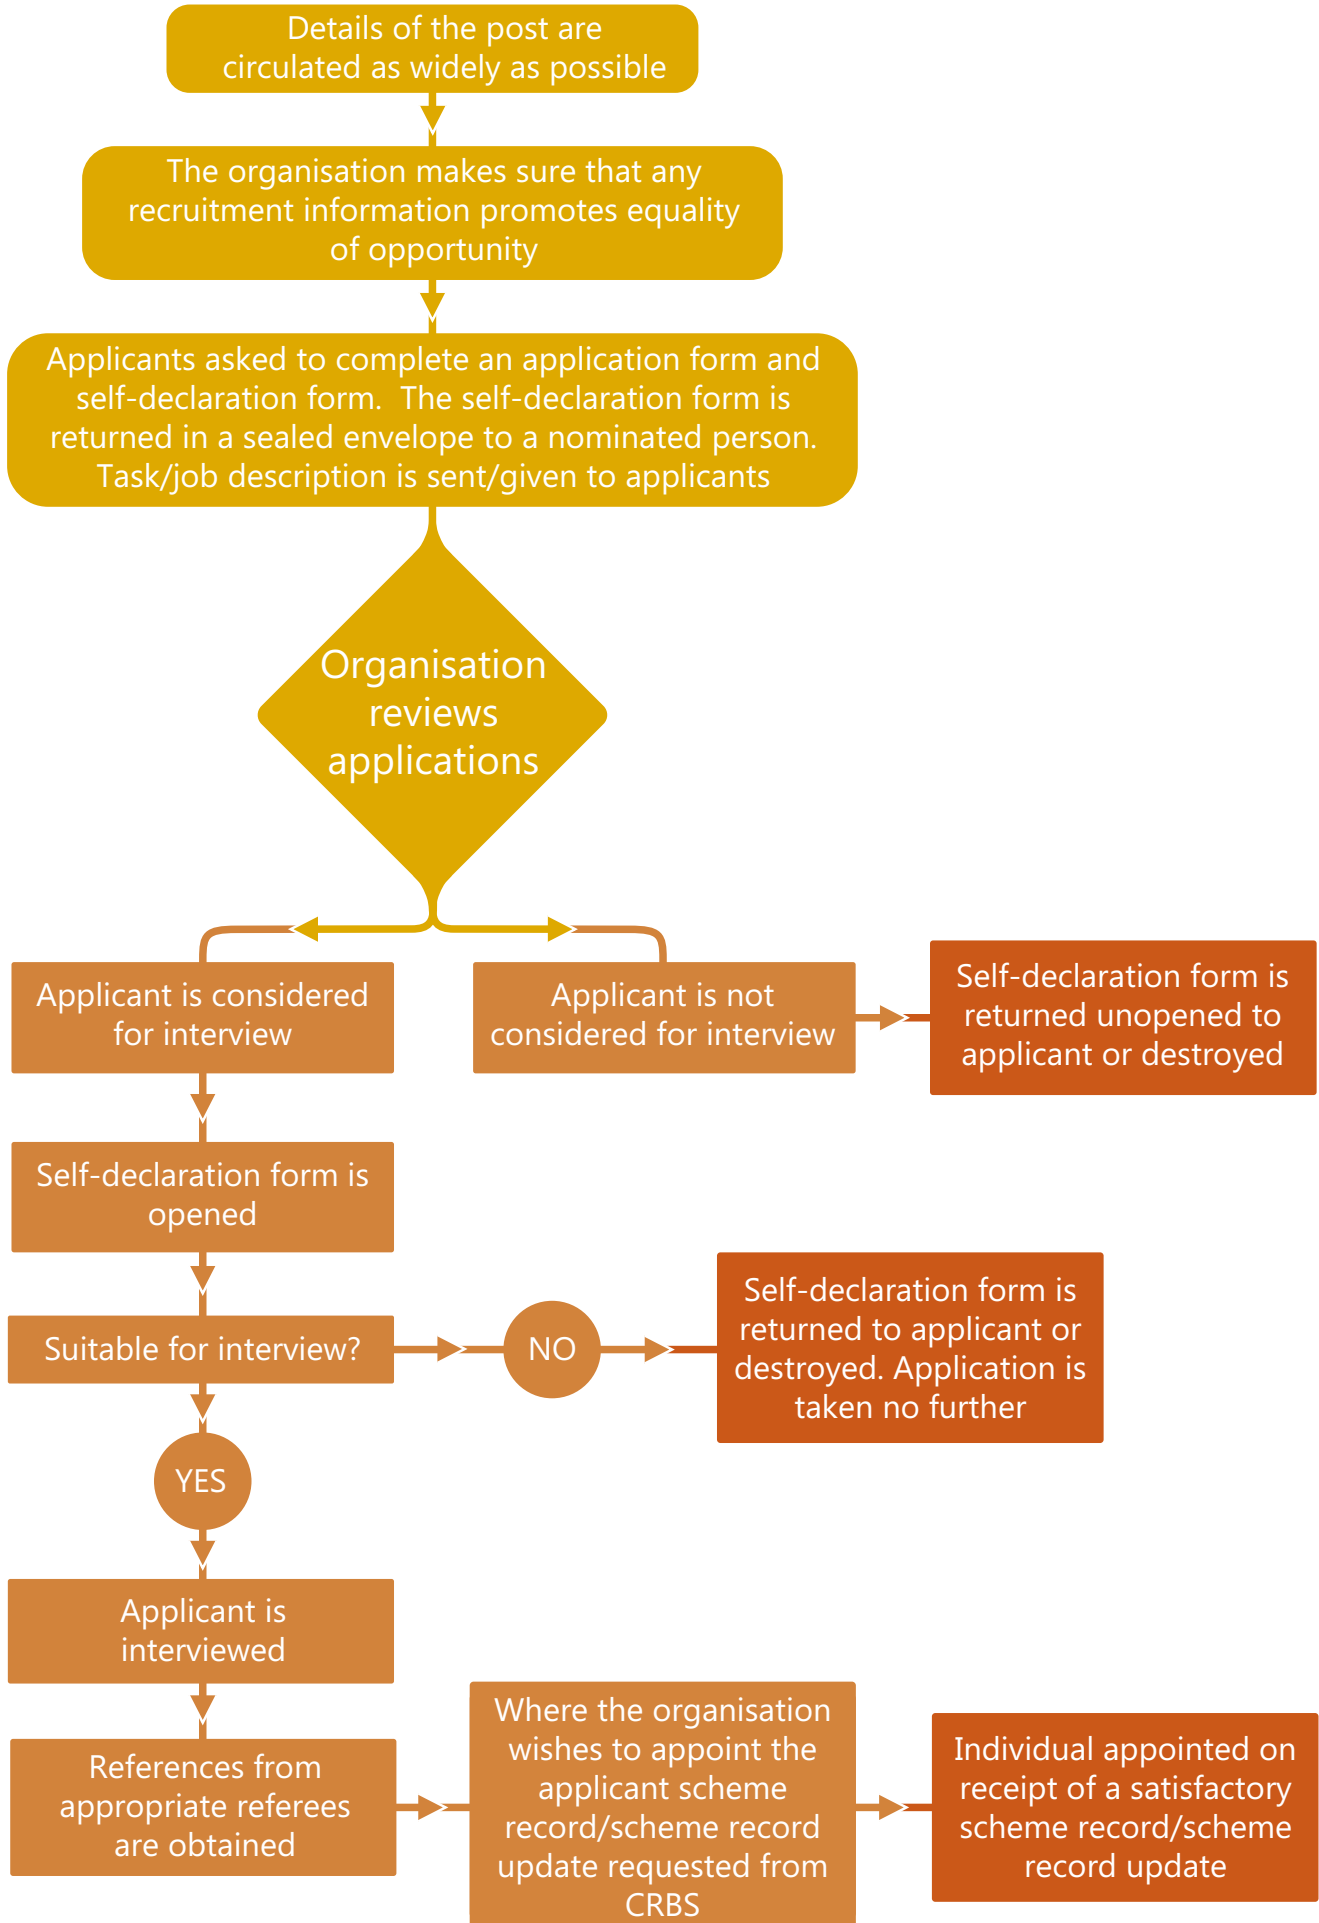 Details of the post are
circulated as widely as possible
The organisation makes sure that any
recruitment information promotes equality
of opportunity
Applicants asked to complete an application form and
self-declaration form.  The self-declaration form is
returned in a sealed envelope to a nominated person.
Task/job description is sent/given to applicants
Organisation
reviews
applications
Applicant is considered
for interview
Applicant is not
considered for interview
Self-declaration form is
returned unopened to
applicant or destroyed
Self-declaration form is
opened
Suitable for interview?
NO
Self-declaration form is
returned to applicant or
destroyed. Application is
taken no further
YES
Applicant is
interviewed
References from
appropriate referees
are obtained
Where the organisation
wishes to appoint the
applicant scheme
record/scheme record
update requested from
CRBS
Individual appointed on
receipt of a satisfactory
scheme record/scheme
record update